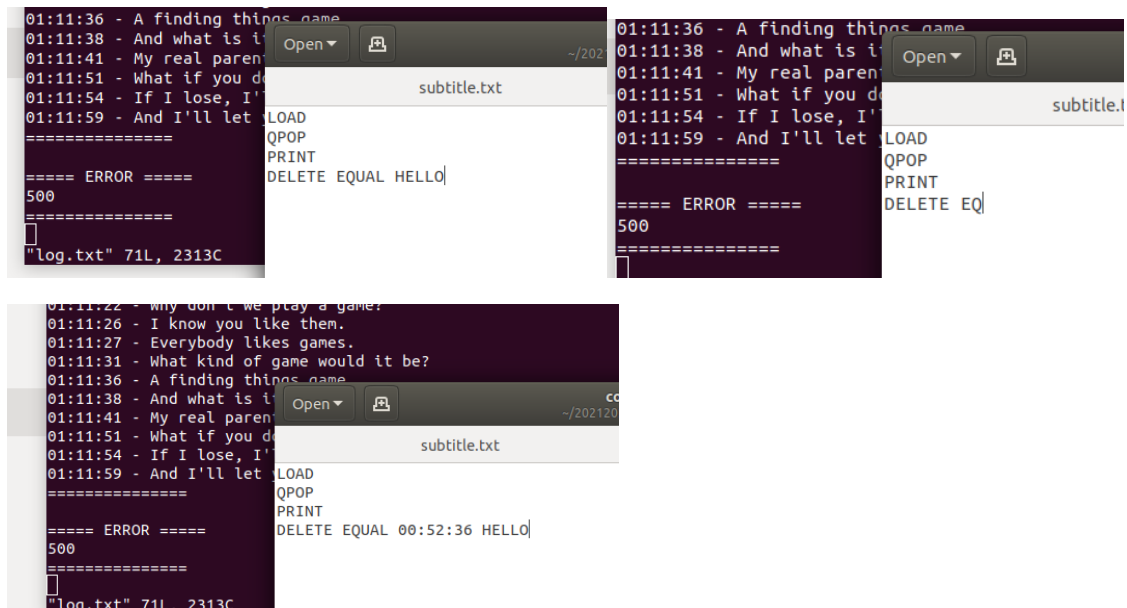 01:11:36 - A finding things game
01:11:38 - And what is i
01:11:41 - My real paren
01:11:51 - What if you d
01:11:54 - If I lose, I'
01:11:59 - And I'll let
===============
===== ERROR =====
500
===============
"log.txt" 71L, 2313C
Open
~/202
subtitle.txt
LOAD
QPOP
PRINT
DELETE EQUAL HELLO
01:11:36 - A finding things game
01:11:38 - And what is i
01:11:41 - My real paren
01:11:51 - What if you d
01:11:54 - If I lose, I'
01:11:59 - And I'll let
===============
===== ERROR =====
500
===============
Open
subtitle.t
LOAD
QPOP
PRINT
DELETE EQ
01:11:22 - Why don't we play a game?
01:11:26 - I know you like them.
01:11:27 - Everybody likes games.
01:11:31 - What kind of game would it be?
01:11:36 - A finding things game
01:11:38 - And what is i
01:11:41 - My real paren
01:11:51 - What if you d
01:11:54 - If I lose, I'
01:11:59 - And I'll let
===============
===== ERROR =====
500
===============
"log.txt" 71L, 2313C
Open
co
~/202120
subtitle.txt
LOAD
QPOP
PRINT
DELETE EQUAL 00:52:36 HELLO